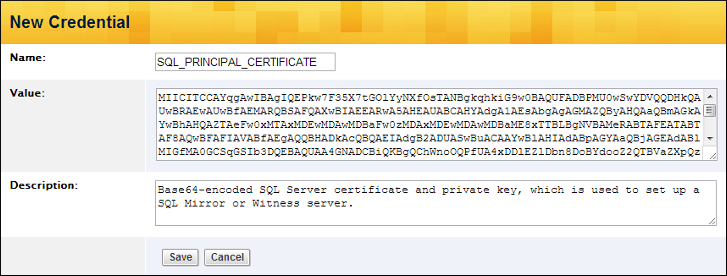 New Credential
Name:
SQL_PRINCIPAL_CERTIFICATE
Value:
MIICITCCAYqgAwIBAgIQEPkw7F35X7tGOlYyNXfOsTANBgkqhkiG9w0BAQUFADBPMU0wSwYDVQQDHkQA
UwBRAEwAUwBfAEMARQBSAFQAXwBIAEEARwA5AHEAUABCAHYAdgA1AEsAbgAgAGMAZQByAHQAaQBmAGkA
YwBhAHQAZTAeFw0xMTAxMDEwMDAwMDBaFw0zMDAxMDEwMDAwMDBaME8xTTBLBgNVBAMeRABTAFEATABT
AF8AQwBFAFIAVABfAEgAQQBHADkAcQBQAEIAdgB2ADUASwBuACAAYwBlAHIAdABpAGYAaQBjAGEAdABl
MIGfMA0GCSqGSIb3DQEBAQUAA4GNADCBiQKBgQChWnoOQPfUA4xDDlEZlDbn8DoBYdooZ2QTBVaZXpQz
Description:
Base64-encoded SQL Server certificate and private key, which is used to set up a
SQL Mirror or Witness server.
Save
Cancel